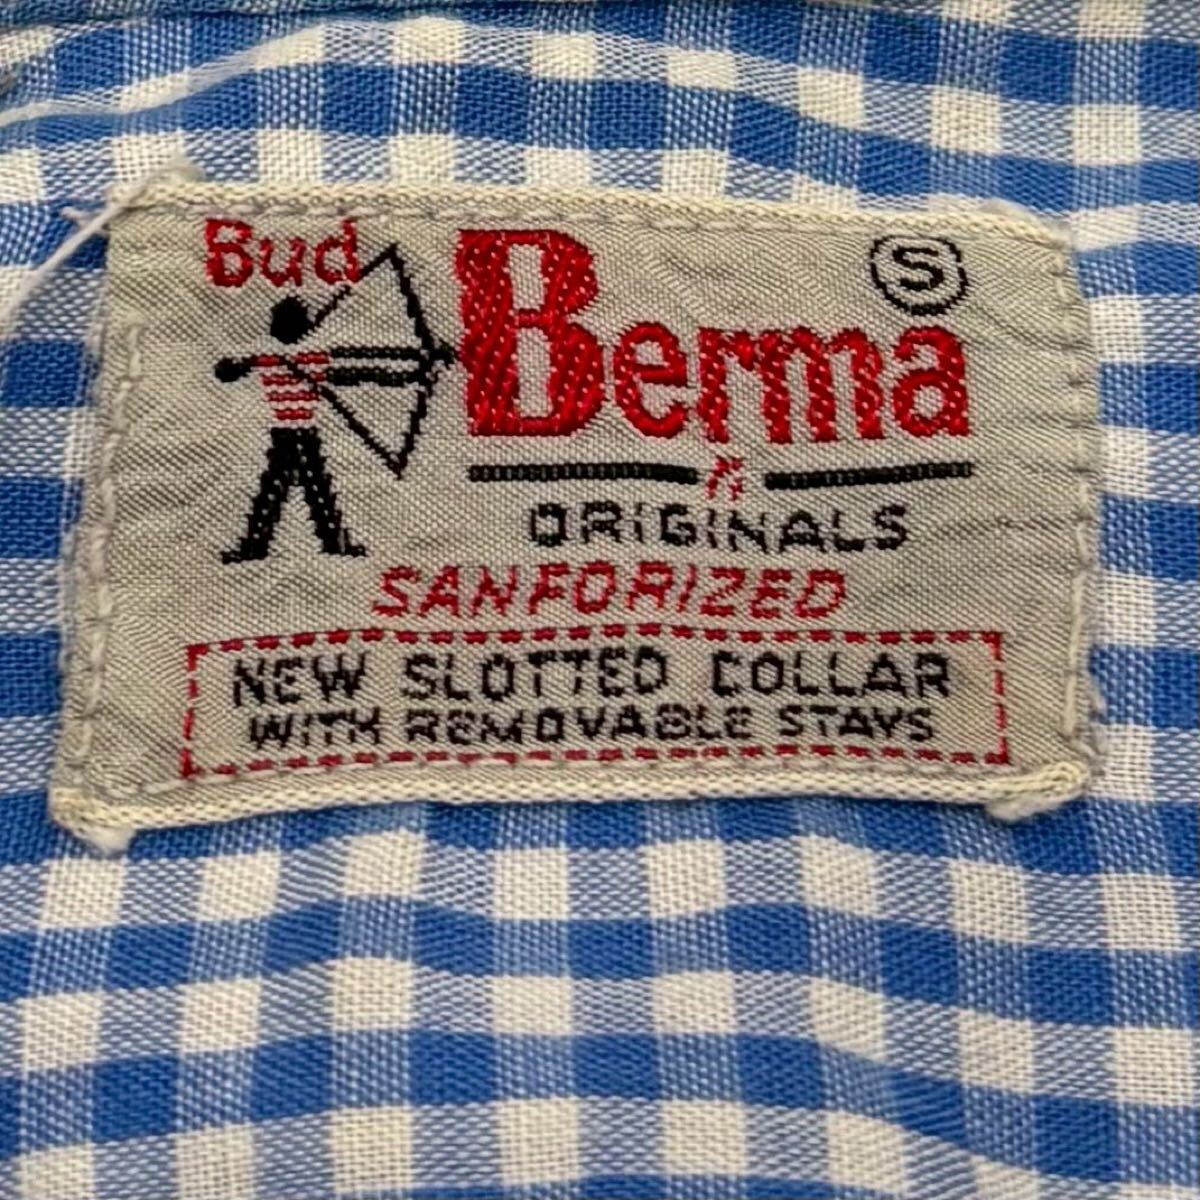 Bud
Berma
S
ORIGINALS
SANFORIZED
NEW SLOTTED COLLAR
WITH REMOVABLE STAYS